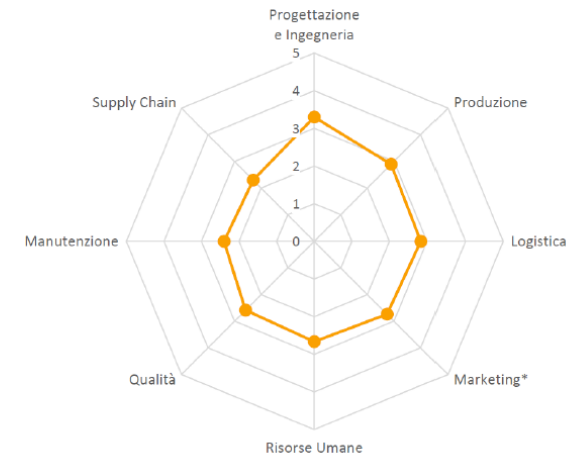 Progettazione
e Ingegneria
5
Supply Chain
4
Produzione
3
2
1
Manutenzione
0
Logistica
Qualità
Marketing*
Risorse Umane